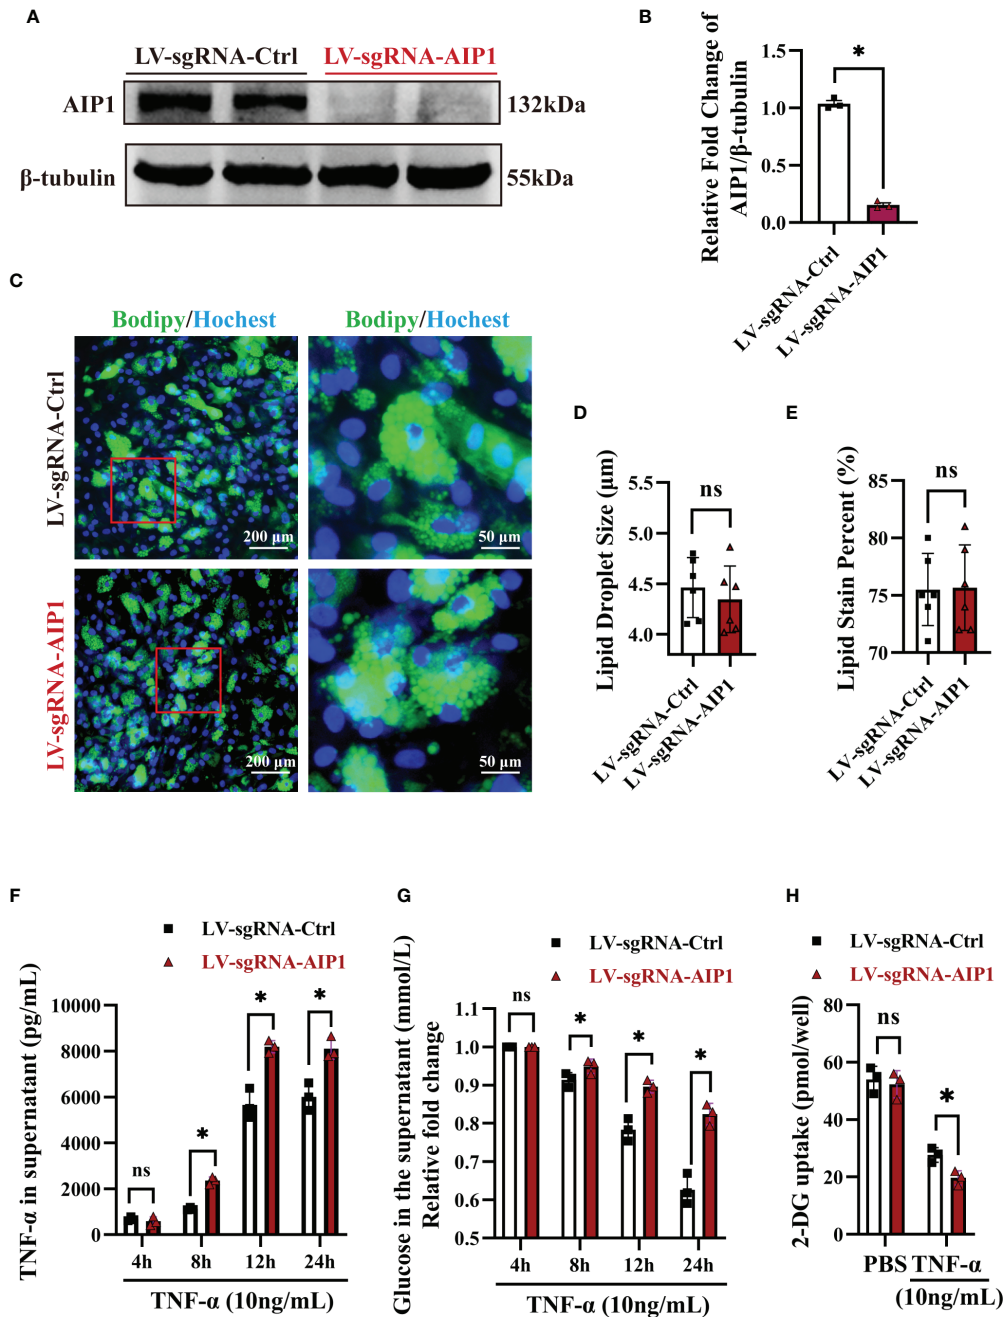 A
LV-sgRNA-Ctrl LV-sgRNA-AIP1
AIP1 132kDa
β-tubulin 55kDa
B
Relative Fold Change of
AIP1/β-tubulin
1.5
1.0
0.5
0.0
*
LV-sgRNA-Ctrl
LV-sgRNA-AIP1
C
Bodipy/Hochest Bodipy/Hochest
LV-sgRNA-Ctrl
200 µm 50 µm
LV-sgRNA-AIP1
200 µm 50 µm
D
Lipid Droplet Size (µm)
5.5
5.0
4.5
4.0
ns
LV-sgRNA-Ctrl
LV-sgRNA-AIP1
E
Lipid Stain Percent (%)
85
80
75
70
ns
LV-sgRNA-Ctrl
LV-sgRNA-AIP1
F
LV-sgRNA-Ctrl
LV-sgRNA-AIP1
TNF-α in supernatant (pg/mL)
10000
8000
6000
4000
2000
0
ns * * *
4h 8h 12h 24h
TNF-α (10ng/mL)
G
LV-sgRNA-Ctrl
LV-sgRNA-AIP1
Glucose in the supernatant (mmol/L)
Relative fold change
1.1
1.0
0.9
0.8
0.7
0.6
0.5
ns * * *
4h 8h 12h 24h
TNF-α (10ng/mL)
H
LV-sgRNA-Ctrl
LV-sgRNA-AIP1
2-DG uptake (pmol/well)
80
60
40
20
0
ns *
PBS TNF-α
(10ng/mL)